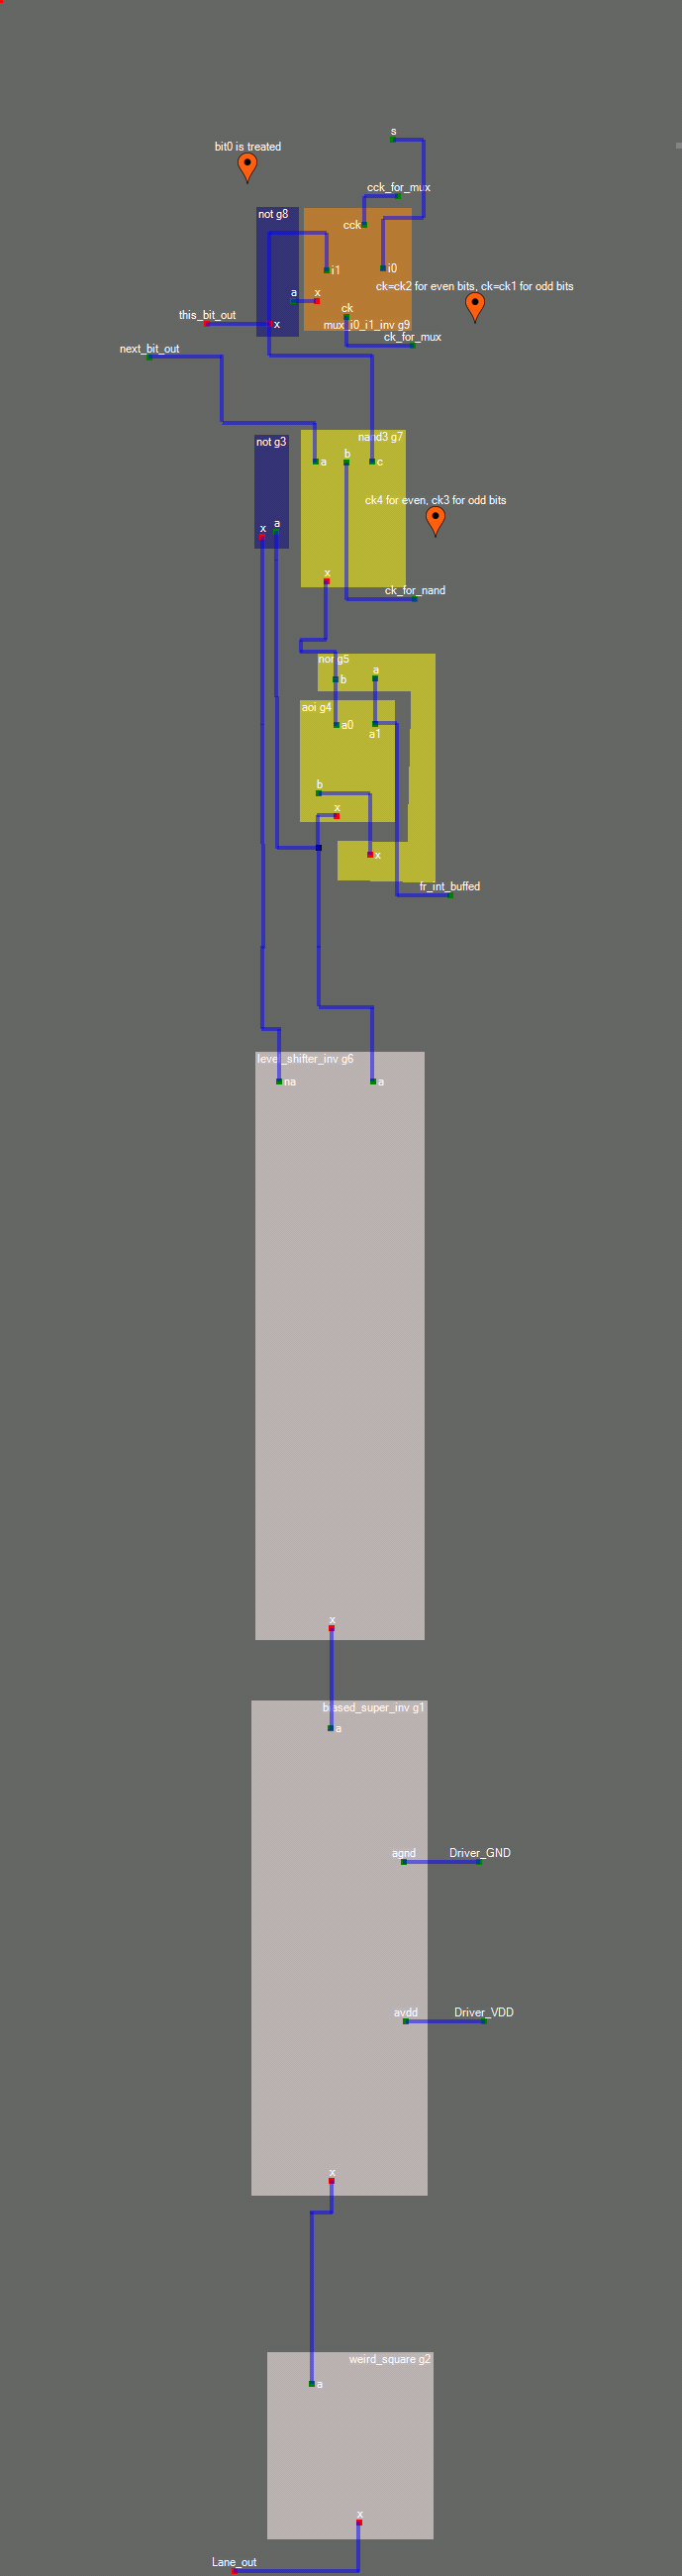 s
bit0 is treated
cck_for_mux
not g8
cck
i1
i0
ck=ck2 for even bits, ck=ck1 for odd bits
a
x
ck
this_bit_out
x
mux_i0_i1_inv g9
ck_for_mux
next_bit_out
not g3
nand3 g7
b
a
c
ck4 for even, ck3 for odd bits
x
a
x
ck_for_nand
nor g5
a
b
aoi g4
a0
a1
b
x
x
fr_int_buffed
level_shifter_inv g6
na
a
x
biased_super_inv g1
a
agnd
Driver_GND
avdd
Driver_VDD
x
weird_square g2
a
x
Lane_out